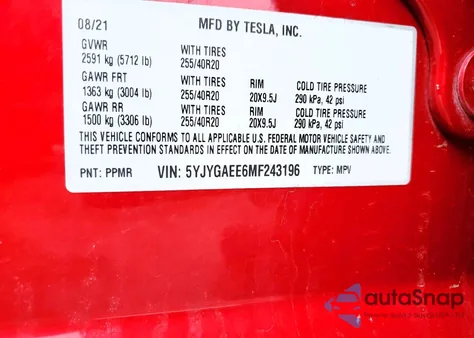 08/21 MFD BY TESLA, INC.
GVWR WITH TIRES
2591 kg (5712 lb) 255/40R20
GAWR FRT WITH TIRES RIM COLD TIRE PRESSURE
1363 kg (3004 lb) 255/40R20 20X9.5J 290 kPa, 42 psi
GAWR RR WITH TIRES RIM COLD TIRE PRESSURE
1500 kg (3306 lb) 255/40R20 20X9.5J 290 kPa, 42 psi
THIS VEHICLE CONFORMS TO ALL APPLICABLE U.S. FEDERAL MOTOR VEHICLE SAFETY AND
THEFT PREVENTION STANDARDS IN EFFECT ON THE DATE OF MANUFACTURE SHOWN ABOVE.
PNT: PPMR VIN: 5YJYGAEE6MF243196 TYPE: MPV
autoSnap